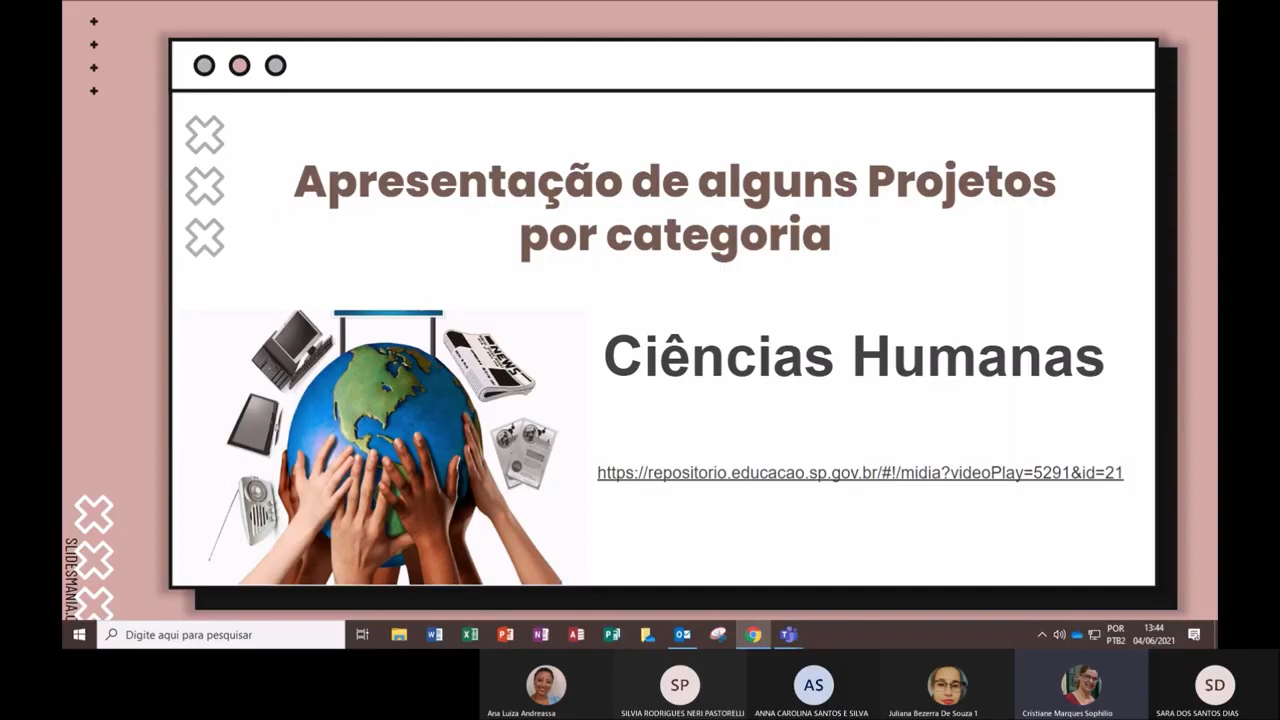 Apresentação de alguns Projetos
por categoria
NEWS
Ciências Humanas
https://repositorio.educacao.sp.gov.br/#!/midia?videoPlay=5291&id=21
SLIDESMANIA.C
Digite aqui para pesquisar
POR
PTB2
13:44
04/06/2021
SP
AS
SD
Ana Luiza Andreassa
SILVIA RODRIGUES NERI PASTORELLI
ANNA CAROLINA SANTOS E SILVA
Juliana Bezerra De Souza 1
Cristiane Marques Sophilio
SARA DOS SANTOS DIAS